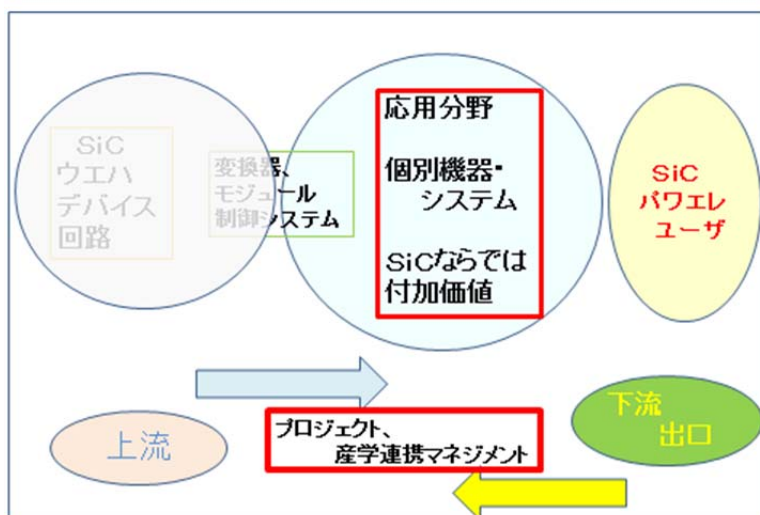 SiC
ウエハ
デバイス
回路
変換器、
モジュール
制御システム
応用分野
個別機器・
システム
SiCならでは
付加価値
SiC
パワエレ
ユーザ
上流
プロジェクト、
産学連携マネジメント
下流
出口